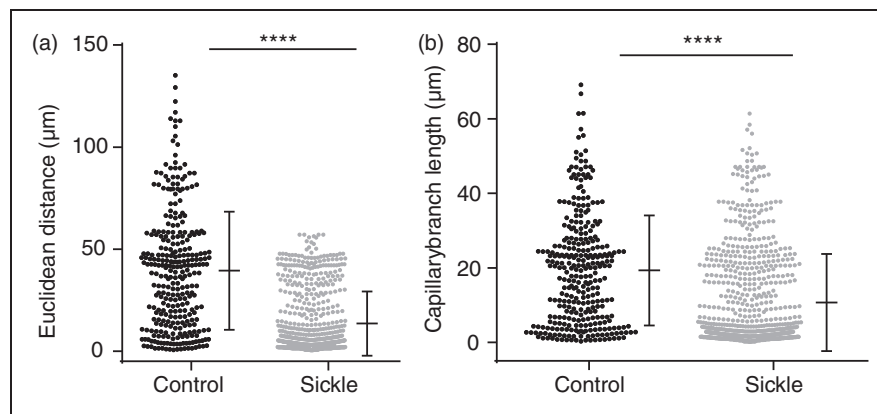 (a)
150
100
50
0
Euclidean distance (µm)
****
Control Sickle
(b)
80
60
40
20
0
Capillarybranch length (µm)
****
Control Sickle